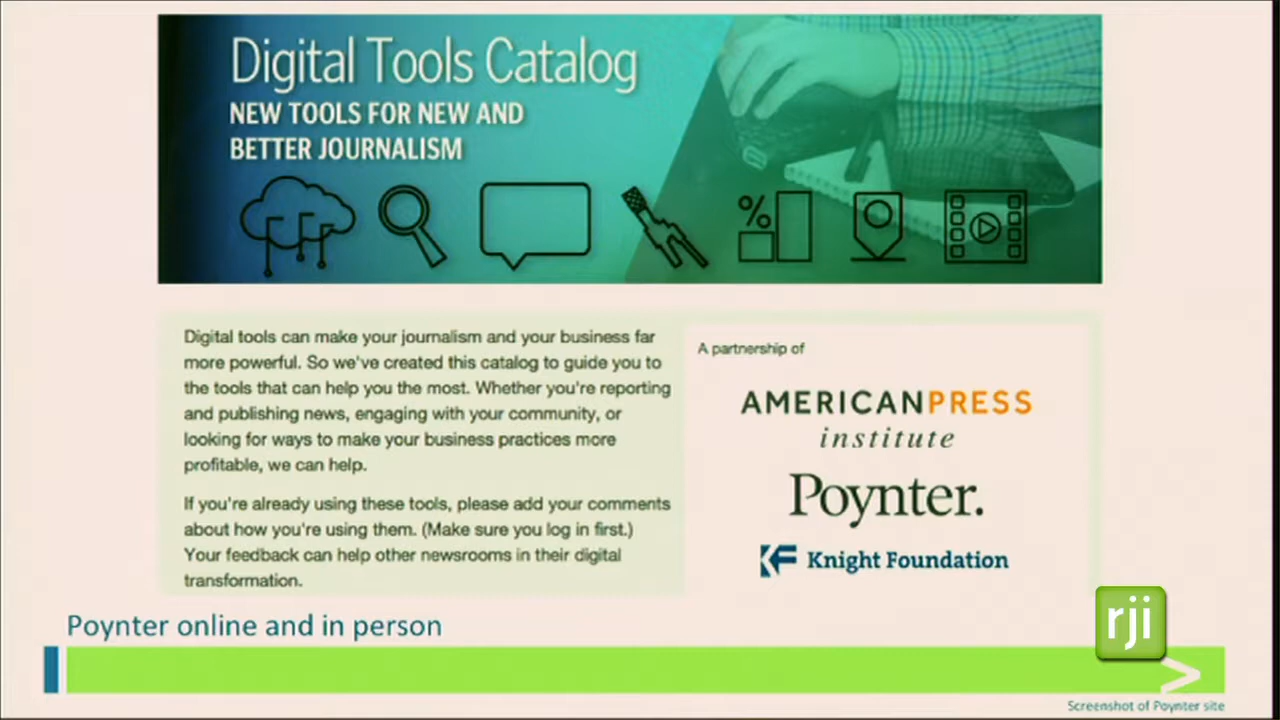 Digital Tools Catalog
NEW TOOLS FOR NEW AND
BETTER JOURNALISM
%
Digital tools can make your journalism and your business far
more powerful. So we've created this catalog to guide you to
the tools that can help you the most. Whether you're reporting
and publishing news, engaging with your community, or
looking for ways to make your business practices more
profitable, we can help.
If you're already using these tools, please add your comments
about how you're using them. (Make sure you log in first.)
Your feedback can help other newsrooms in their digital
transformation.
A partnership of
AMERICANPRESS
institute
Poynter.
KF Knight Foundation
Poynter online and in person
rji
>
Screenshot of Poynter site